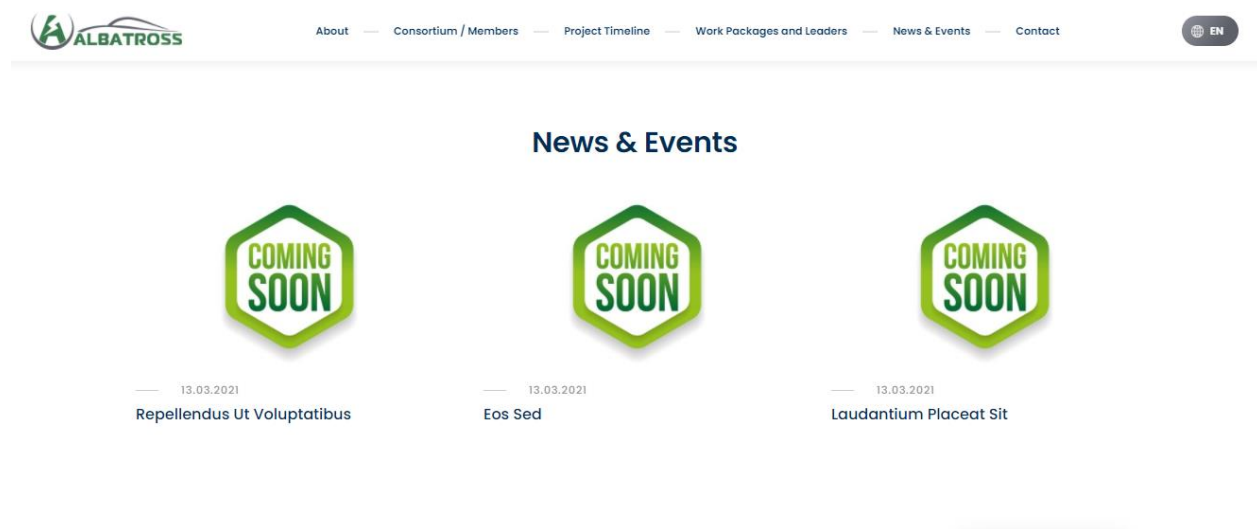 ALBATROSS
About
Consortium / Members
Project Timeline
Work Packages and Leaders
News & Events
Contact
EN
News & Events
COMING
SOON
COMING
SOON
COMING
SOON
13.03.2021
Repellendus Ut Voluptatibus
13.03.2021
Eos Sed
13.03.2021
Laudantium Placeat Sit